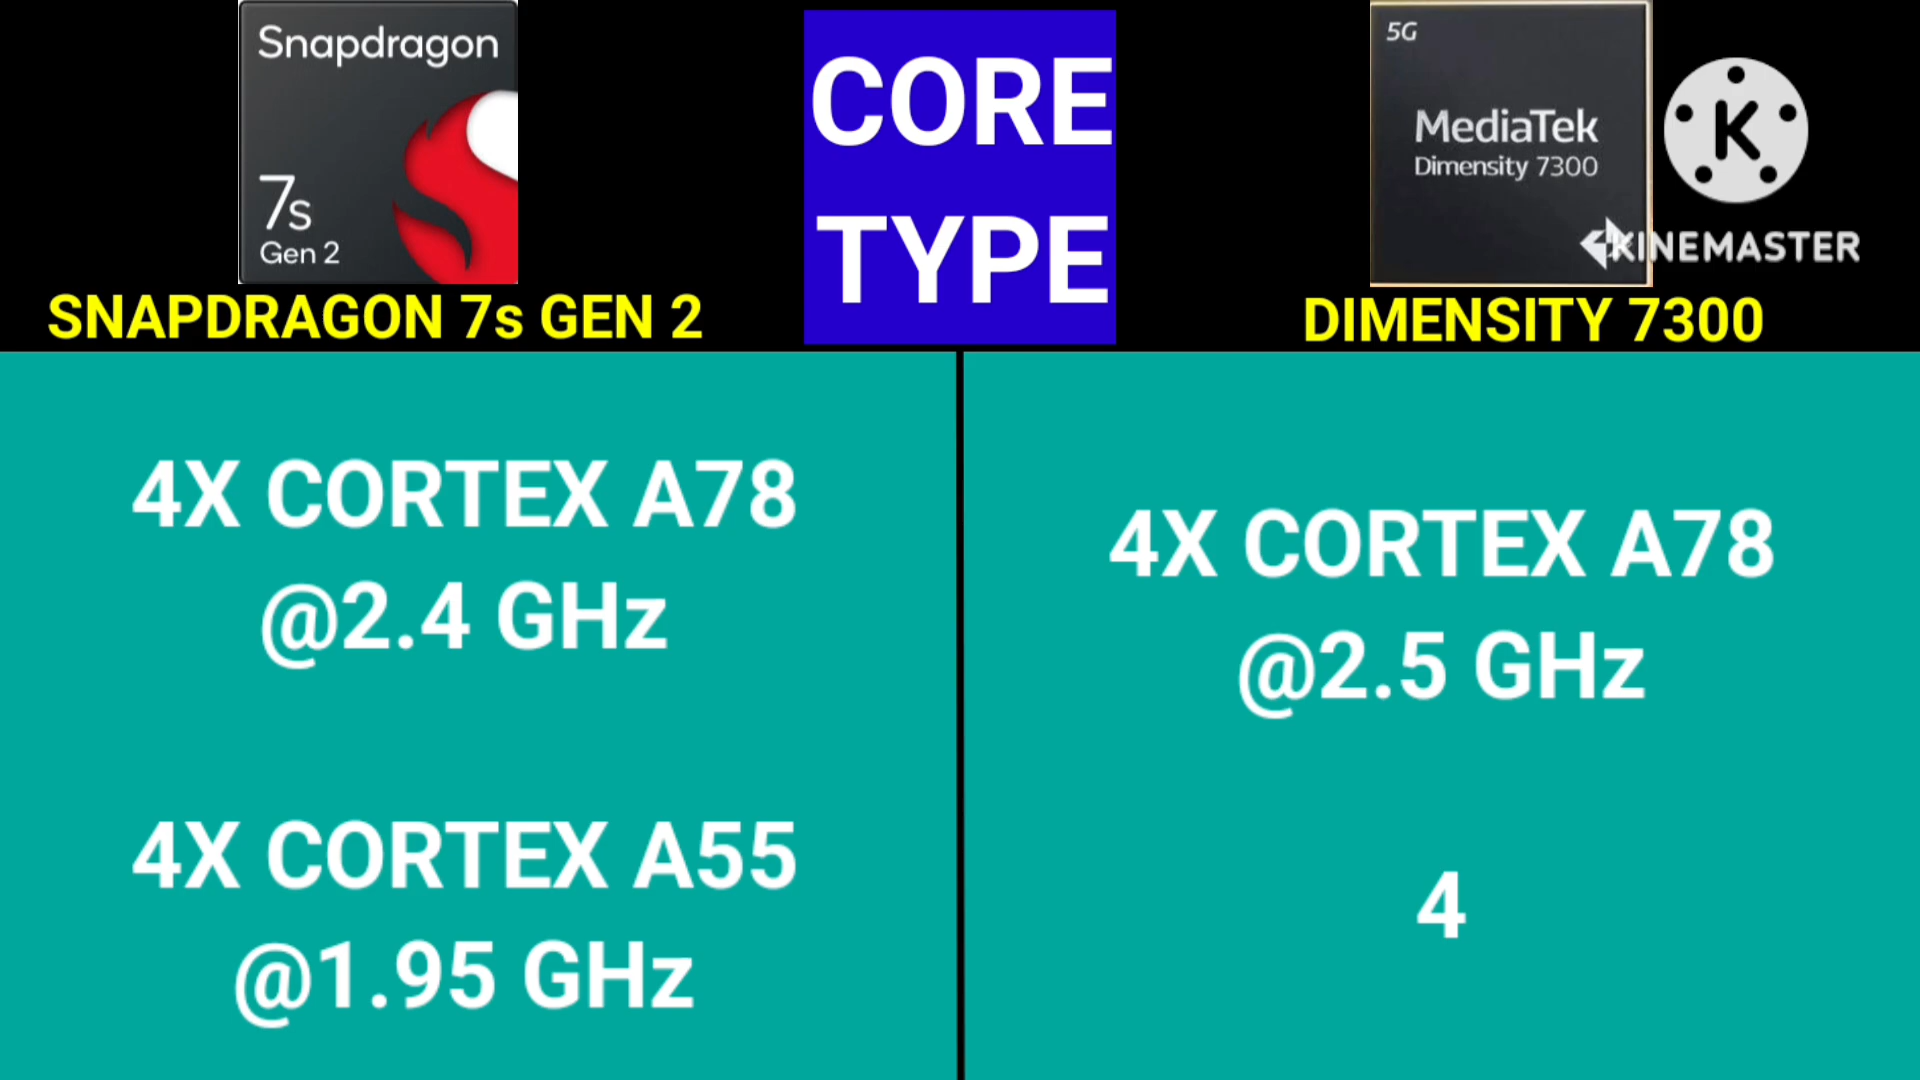 Snapdragon
7s
Gen 2
SNAPDRAGON 7s GEN 2
CORE
TYPE
5G
MediaTek
Dimensity 7300
K
KINEMASTER
DIMENSITY 7300
4X CORTEX A78
@2.4 GHz
4X CORTEX A55
@1.95 GHz
4X CORTEX A78
@2.5 GHz
4